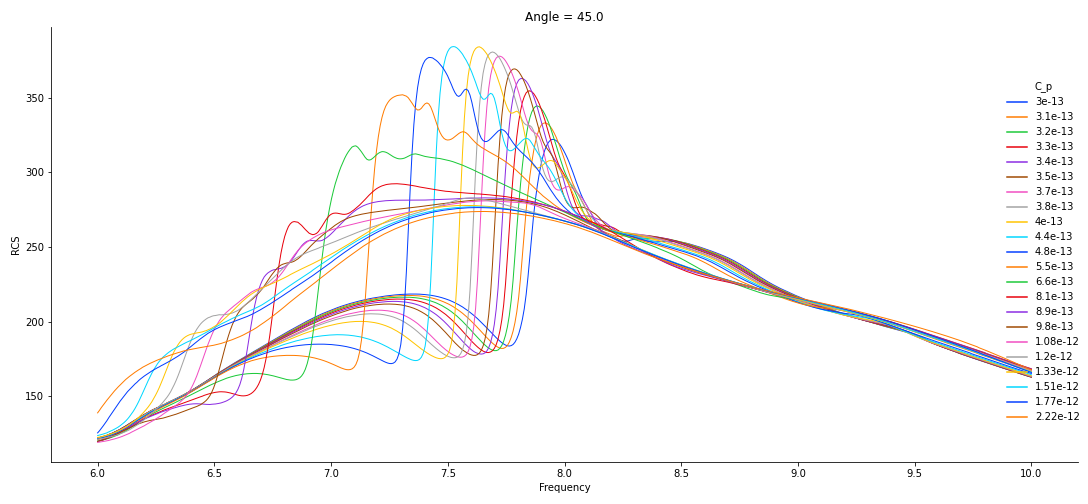 Angle = 45.0
RCS
350
300
250
200
150
6.0
6.5
7.0
7.5
8.0
8.5
9.0
9.5
10.0
Frequency
C_p
3e-13
3.1e-13
3.2e-13
3.3e-13
3.4e-13
3.5e-13
3.7e-13
3.8e-13
4e-13
4.4e-13
4.8e-13
5.5e-13
6.6e-13
8.1e-13
8.9e-13
9.8e-13
1.08e-12
1.2e-12
1.33e-12
1.51e-12
1.77e-12
2.22e-12